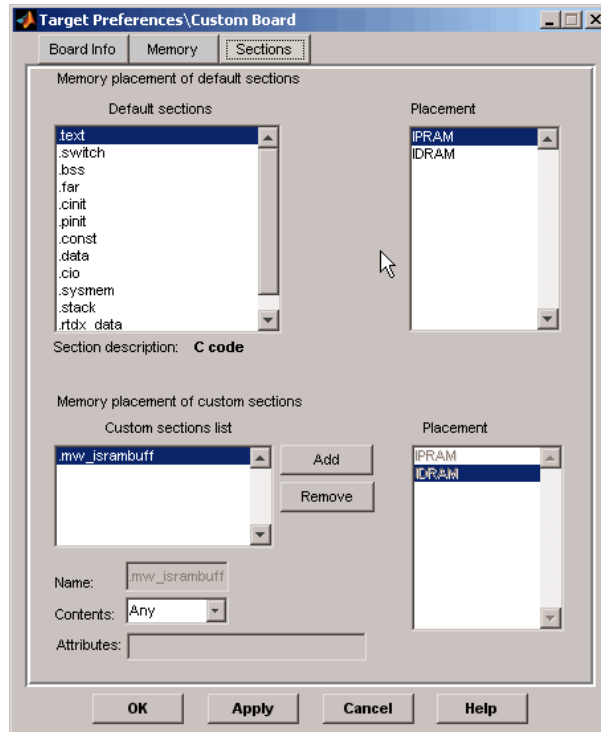 Target Preferences\Custom Board
Board Info Memory Sections
Memory placement of default sections
Default sections Placement
.text IPRAM
.switch IDRAM
.bss
.far
.cinit
.pinit
.const
.data
.cio
.sysmem
.stack
.rtdx_data
Section description: C code
Memory placement of custom sections
Custom sections list Placement
.mw_isrambuff Add IPRAM
IDRAM
Remove
Name: .mw_isrambuff
Contents: Any
Attributes:
OK Apply Cancel Help